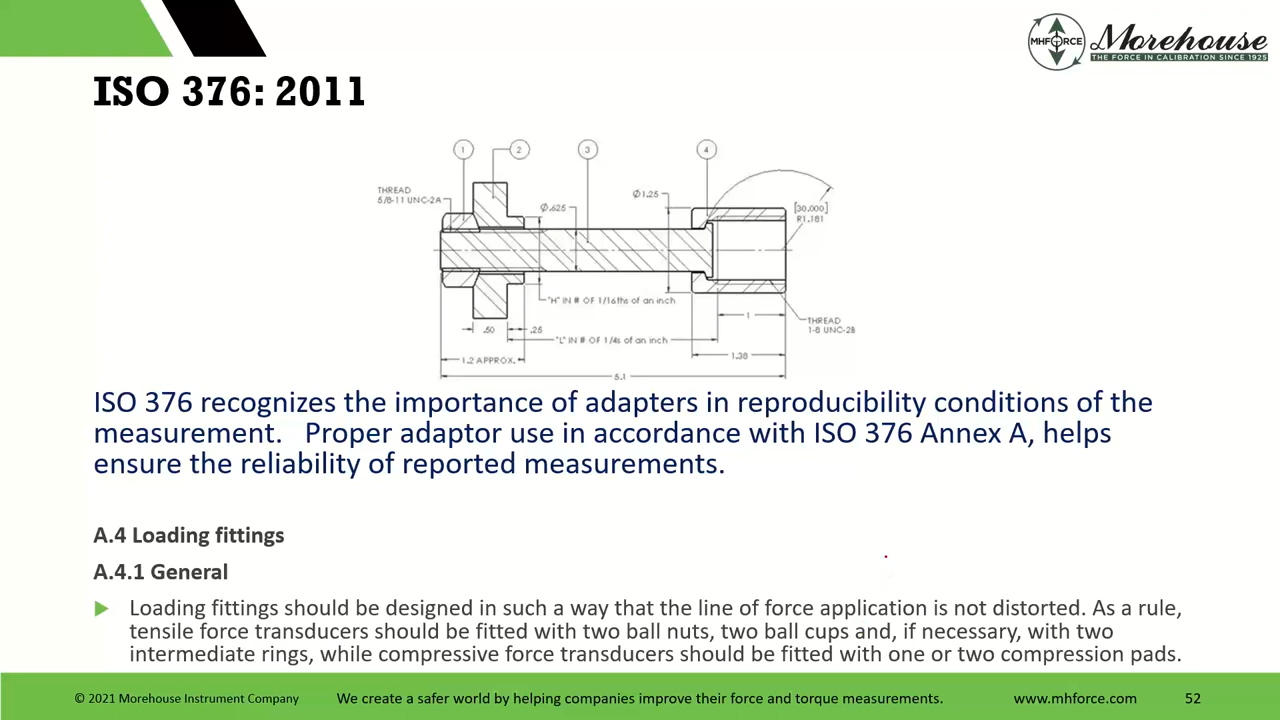 MHFORCE
Morehouse
THE FORCE IN CALIBRATION SINCE 1925
ISO 376: 2011
1
2
3
4
THREAD
5/8-11 UNC-2A
Ø.625
Ø1.25
[30.000]
R1.181
"H" IN # OF 1/16ths of an inch
.50
.25
"L" IN # OF 1/4s of an inch
1
THREAD
1-8 UNC-2B
1.2 APPROX.
1.38
5.1
ISO 376 recognizes the importance of adapters in reproducibility conditions of the
measurement. Proper adaptor use in accordance with ISO 376 Annex A, helps
ensure the reliability of reported measurements.
A.4 Loading fittings
A.4.1 General
Loading fittings should be designed in such a way that the line of force application is not distorted. As a rule,
tensile force transducers should be fitted with two ball nuts, two ball cups and, if necessary, with two
intermediate rings, while compressive force transducers should be fitted with one or two compression pads.
© 2021 Morehouse Instrument Company
We create a safer world by helping companies improve their force and torque measurements.
www.mhforce.com
52